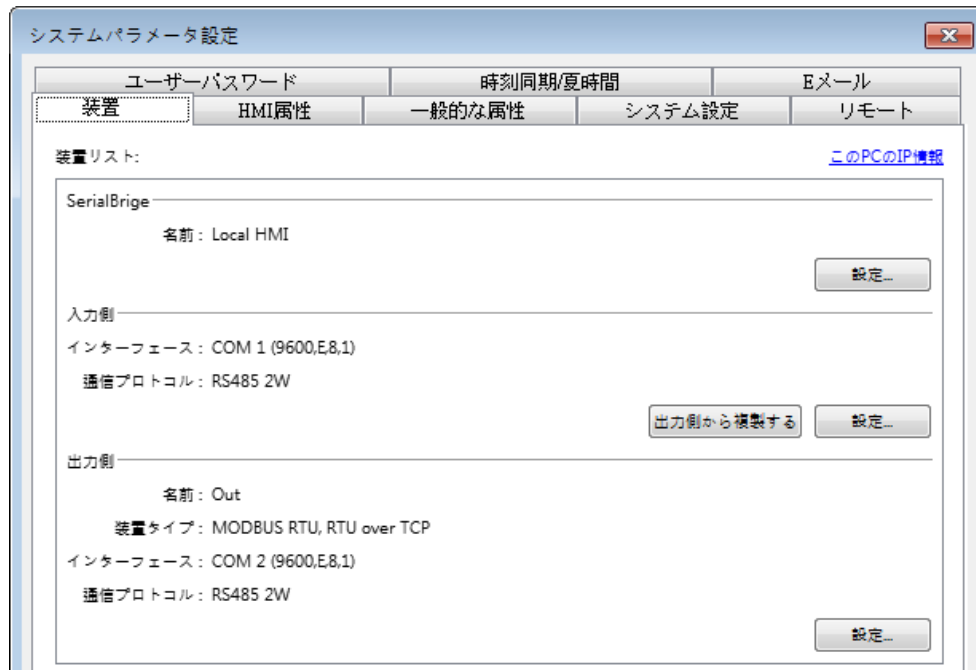 システムパラメータ設定
ユーザーパスワード 時刻同期/夏時間 Eメール
装置 HMI属性 一般的な属性 システム設定 リモート
装置リスト: このPCのIP情報
SerialBrige
名前 : Local HMI
設定...
入力側
インターフェース : COM 1 (9600,E,8,1)
通信プロトコル : RS485 2W
出力側から複製する 設定...
出力側
名前 : Out
装置タイプ : MODBUS RTU, RTU over TCP
インターフェース : COM 2 (9600,E,8,1)
通信プロトコル : RS485 2W
設定...